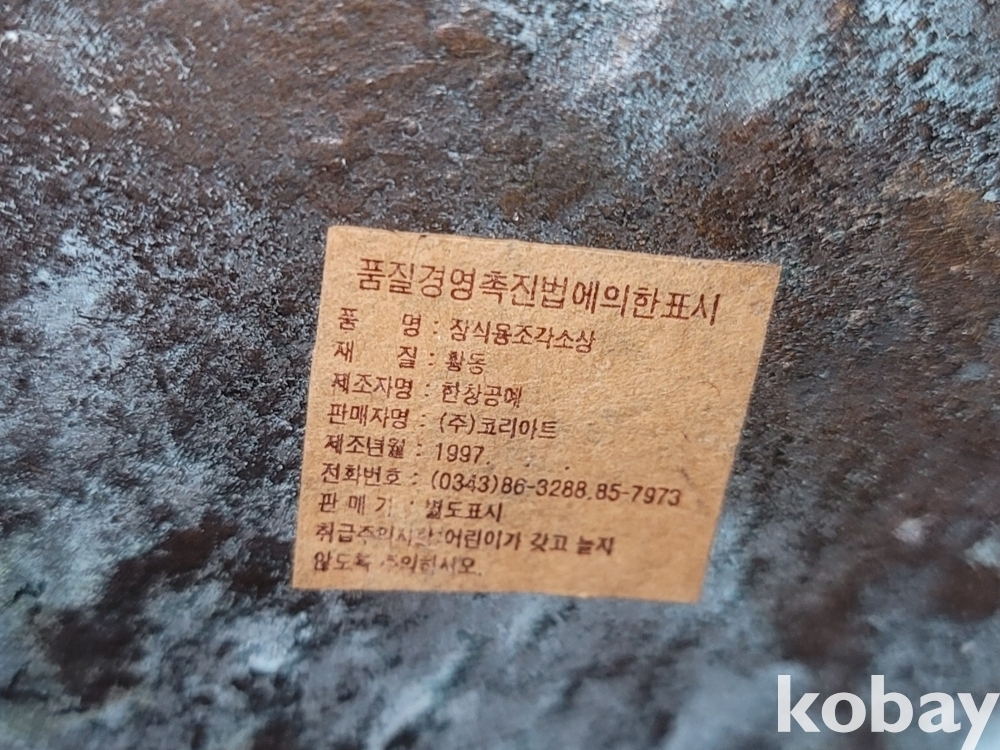 품질경영촉진법에의한표시
품 명 : 장식용조각소상
재 질 : 황동
제조자명 : 한창공예
판매자명 : (주)코리아트
제조년월 : 1997. . .
전화번호 : (0343)86-3288.85-7973
판매가 : 별도표시
취급주의사항:어린이가 갖고 놀지
않도록 주의하시오.
kobay